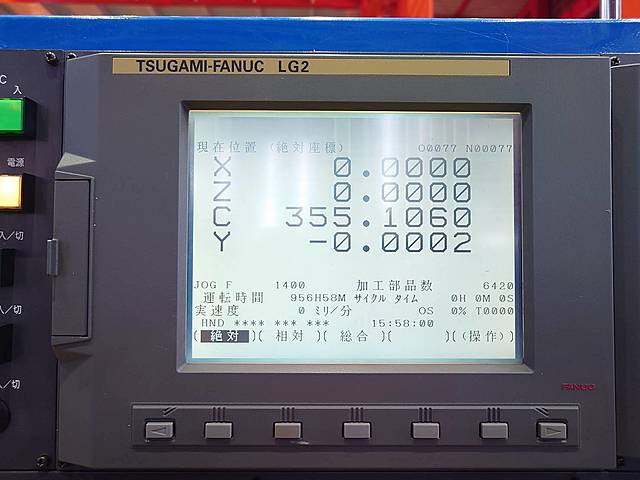 TSUGAMI-FANUC LG2
C
入
電源
入/切
入/切
入/切
現在位置 (絶対座標) O0077 N00077
X 0.0000
Z 0.0000
C 355.1060
Y -0.0002
JOG F 1400 加工部品数 6420
運転時間 956H58M サイクル タイム 0H 0M 0S
実速度 0 ミリ/分 OS 0% T0000
HND **** *** *** 15:58:00
[ 絶対 ][ 相対 ][ 総合 ][ ][(操作)]
FANUC